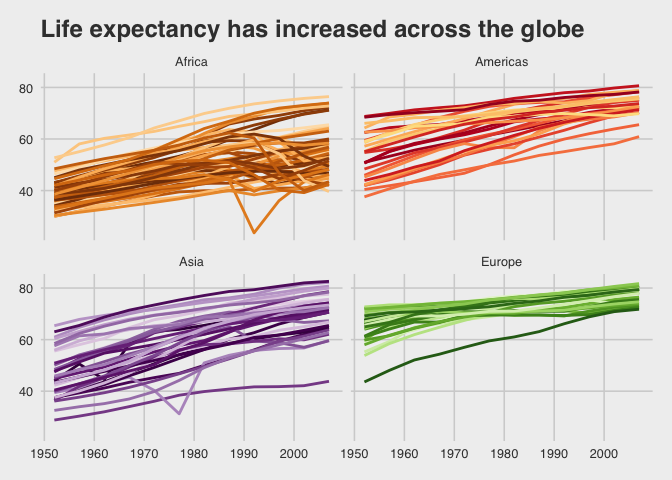 Life expectancy has increased across the globe
Africa
Americas
80
60
40
Asia
Europe
80
60
40
1950 1960 1970 1980 1990 2000 1950 1960 1970 1980 1990 2000